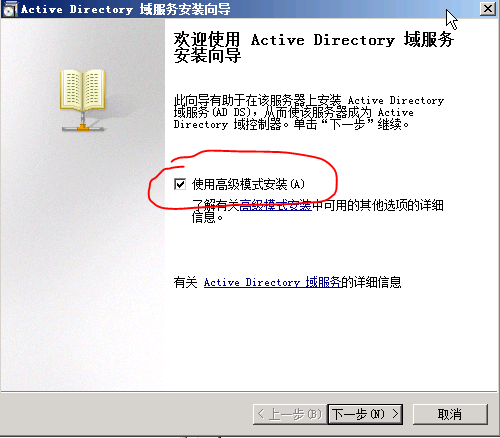 Active Directory 域服务安装向导
欢迎使用 Active Directory 域服务
安装向导
此向导有助于在该服务器上安装 Active Directory
域服务(AD DS)，从而使该服务器成为 Active
Directory 域控制器。单击“下一步”继续。
使用高级模式安装(A)
了解有关高级模式安装中可用的其他选项的详细
信息。
有关 Active Directory 域服务的详细信息
< 上一步(B) 下一步(N) > 取消